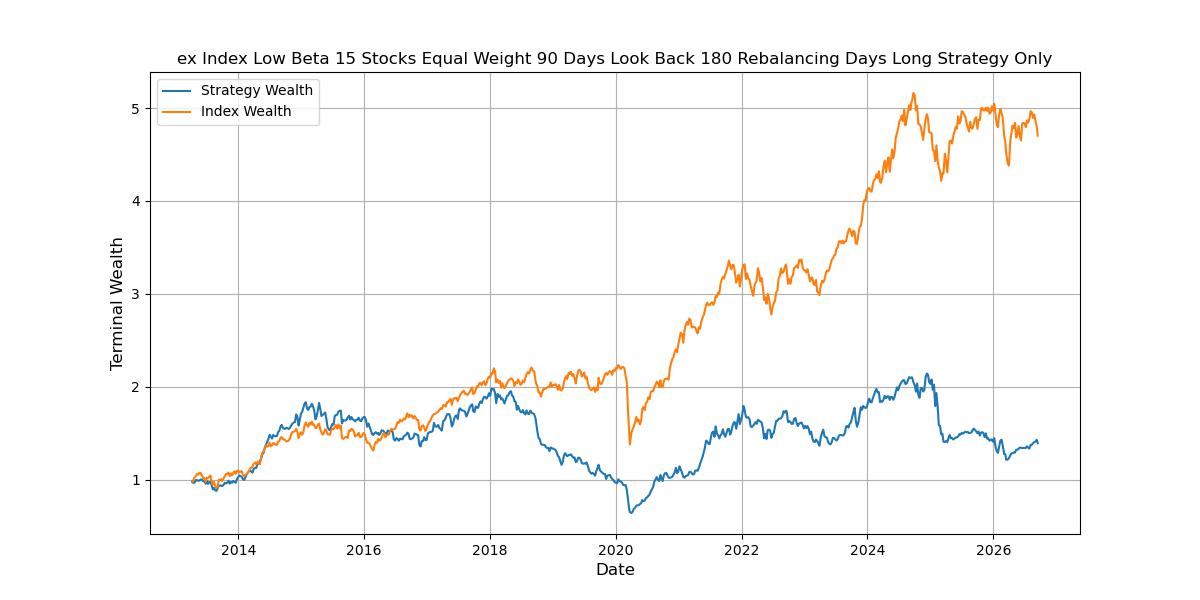 ex Index Low Beta 15 Stocks Equal Weight 90 Days Look Back 180 Rebalancing Days Long Strategy Only
Strategy Wealth
Index Wealth
Terminal Wealth
5
4
3
2
1
2014 2016 2018 2020 2022 2024 2026
Date